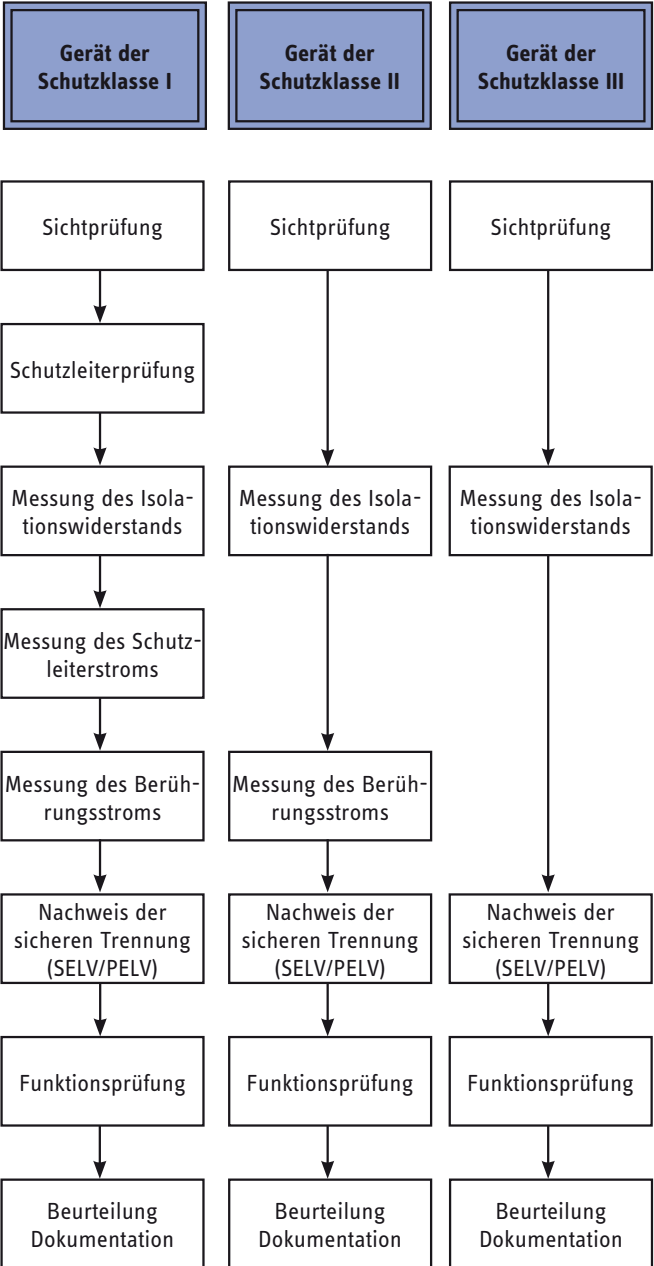 Gerät der
Schutzklasse I
Gerät der
Schutzklasse II
Gerät der
Schutzklasse III
Sichtprüfung
Sichtprüfung
Sichtprüfung
Schutzleiterprüfung
Messung des Isola-
tionswiderstands
Messung des Isola-
tionswiderstands
Messung des Isola-
tionswiderstands
Messung des Schutz-
leiterstroms
Messung des Berüh-
rungsstroms
Messung des Berüh-
rungsstroms
Nachweis der
sicheren Trennung
(SELV/PELV)
Nachweis der
sicheren Trennung
(SELV/PELV)
Nachweis der
sicheren Trennung
(SELV/PELV)
Funktionsprüfung
Funktionsprüfung
Funktionsprüfung
Beurteilung
Dokumentation
Beurteilung
Dokumentation
Beurteilung
Dokumentation